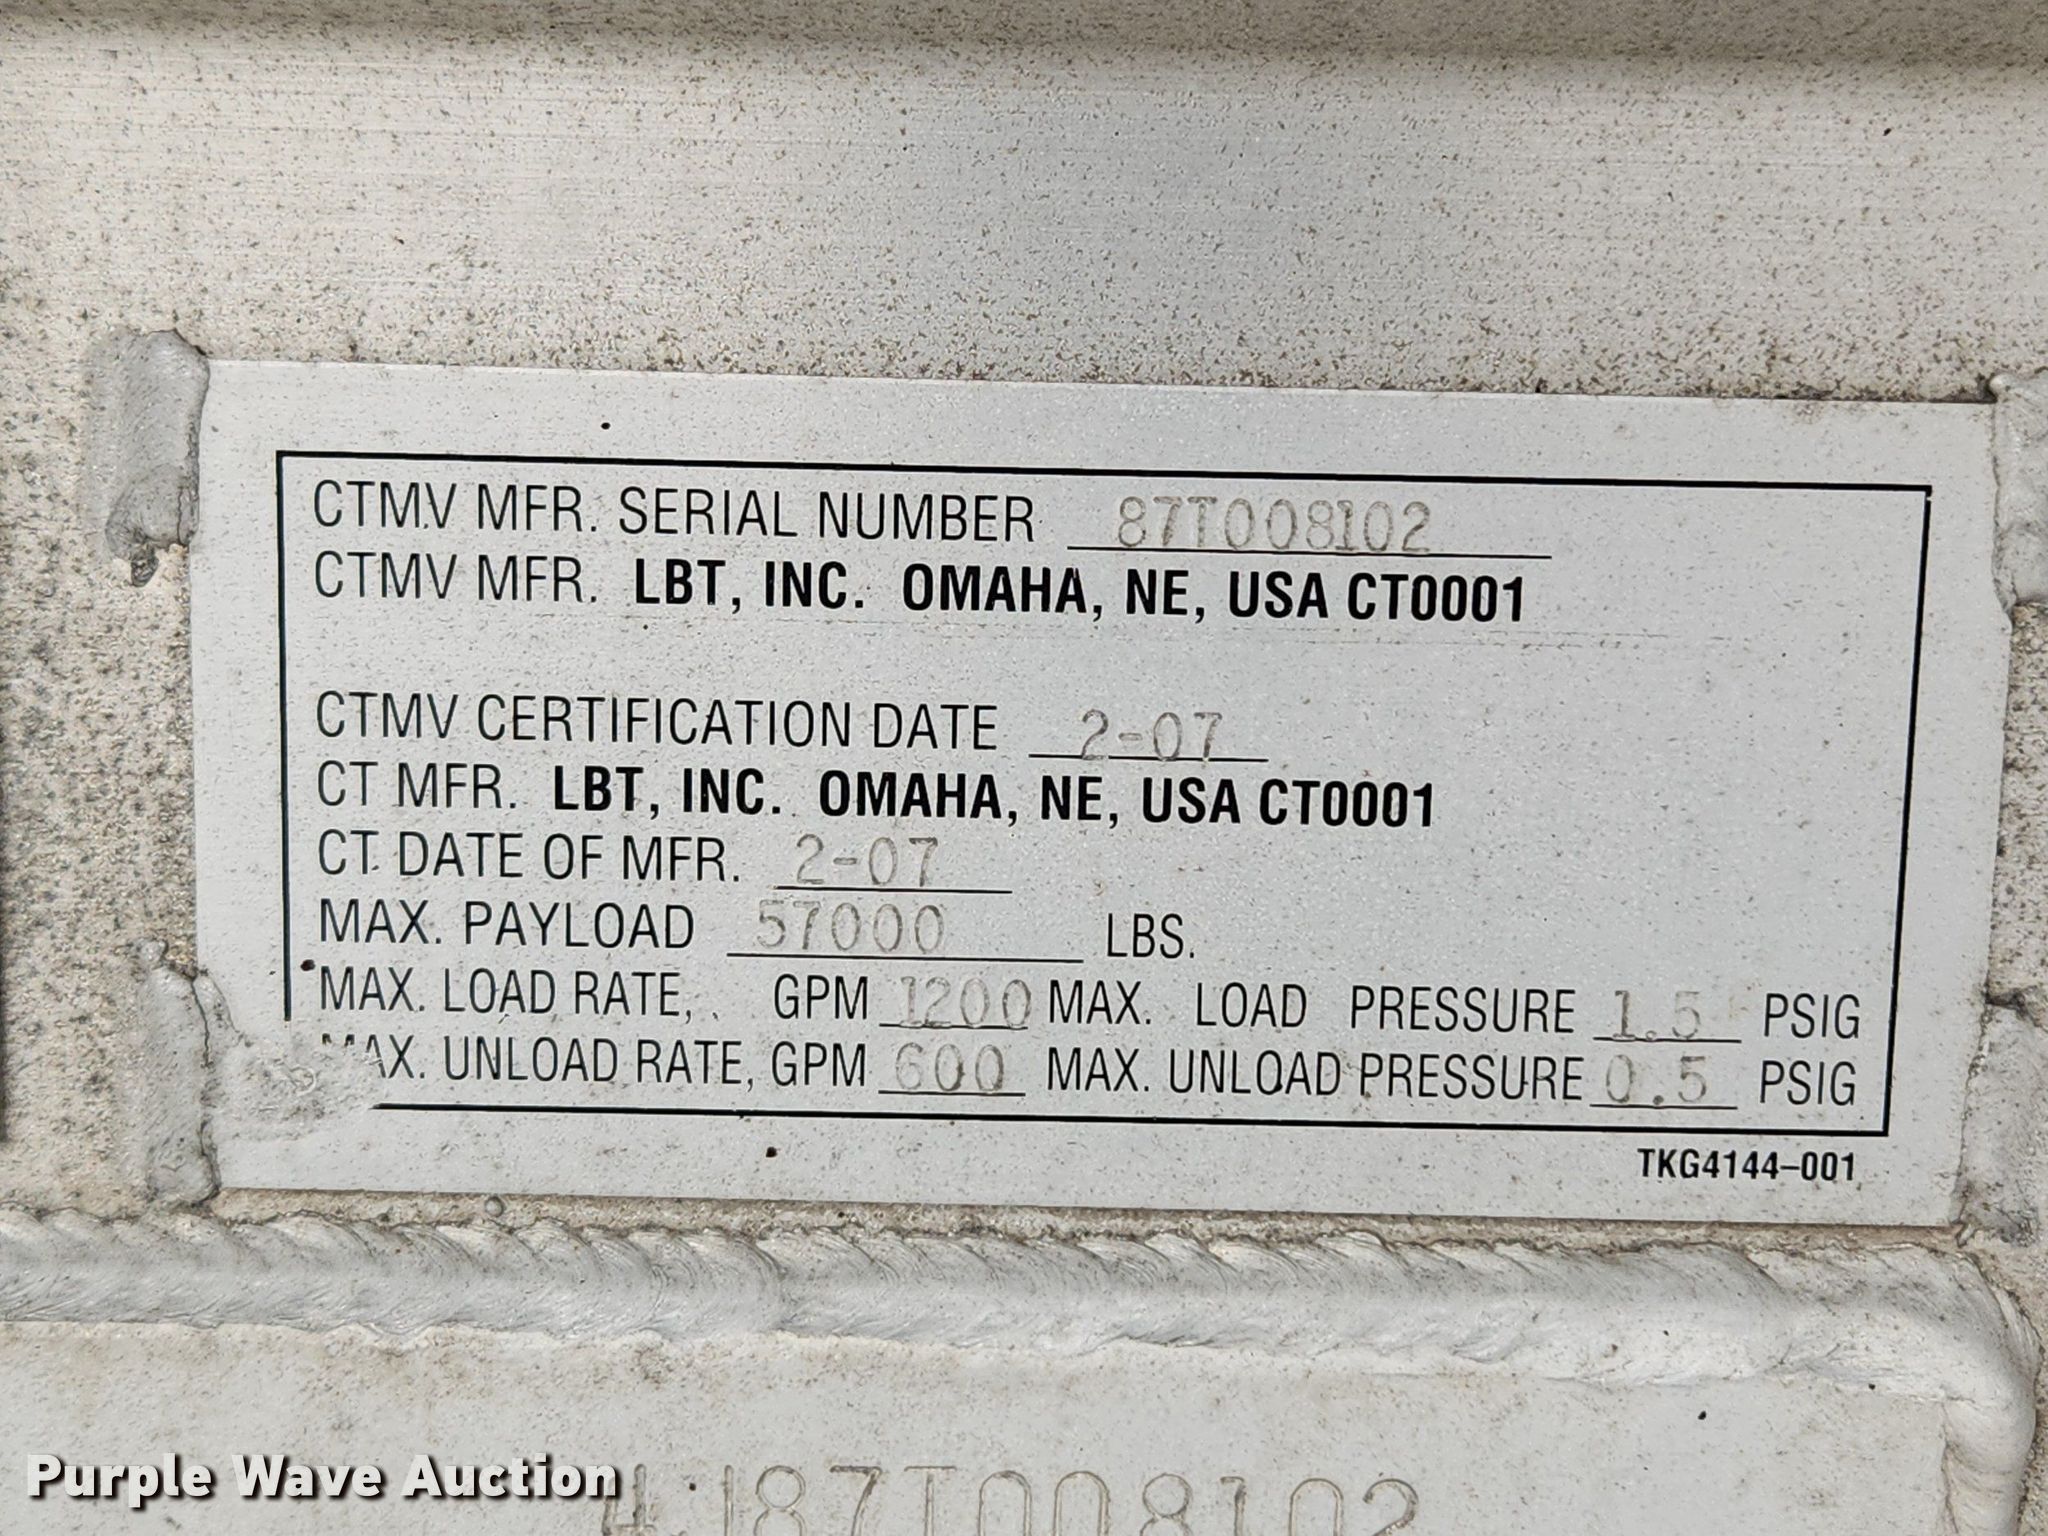 CTMV MFR. SERIAL NUMBER 87T008102
CTMV MFR. LBT, INC. OMAHA, NE, USA CT0001
CTMV CERTIFICATION DATE 2-07
CT MFR. LBT, INC. OMAHA, NE, USA CT0001
CT DATE OF MFR. 2-07
MAX. PAYLOAD 57000 LBS.
MAX. LOAD RATE, GPM 1200 MAX. LOAD PRESSURE 1.5 PSIG
MAX. UNLOAD RATE, GPM 600 MAX. UNLOAD PRESSURE 0.5 PSIG
TKG4144-001
Purple Wave Auction
4J87T008102